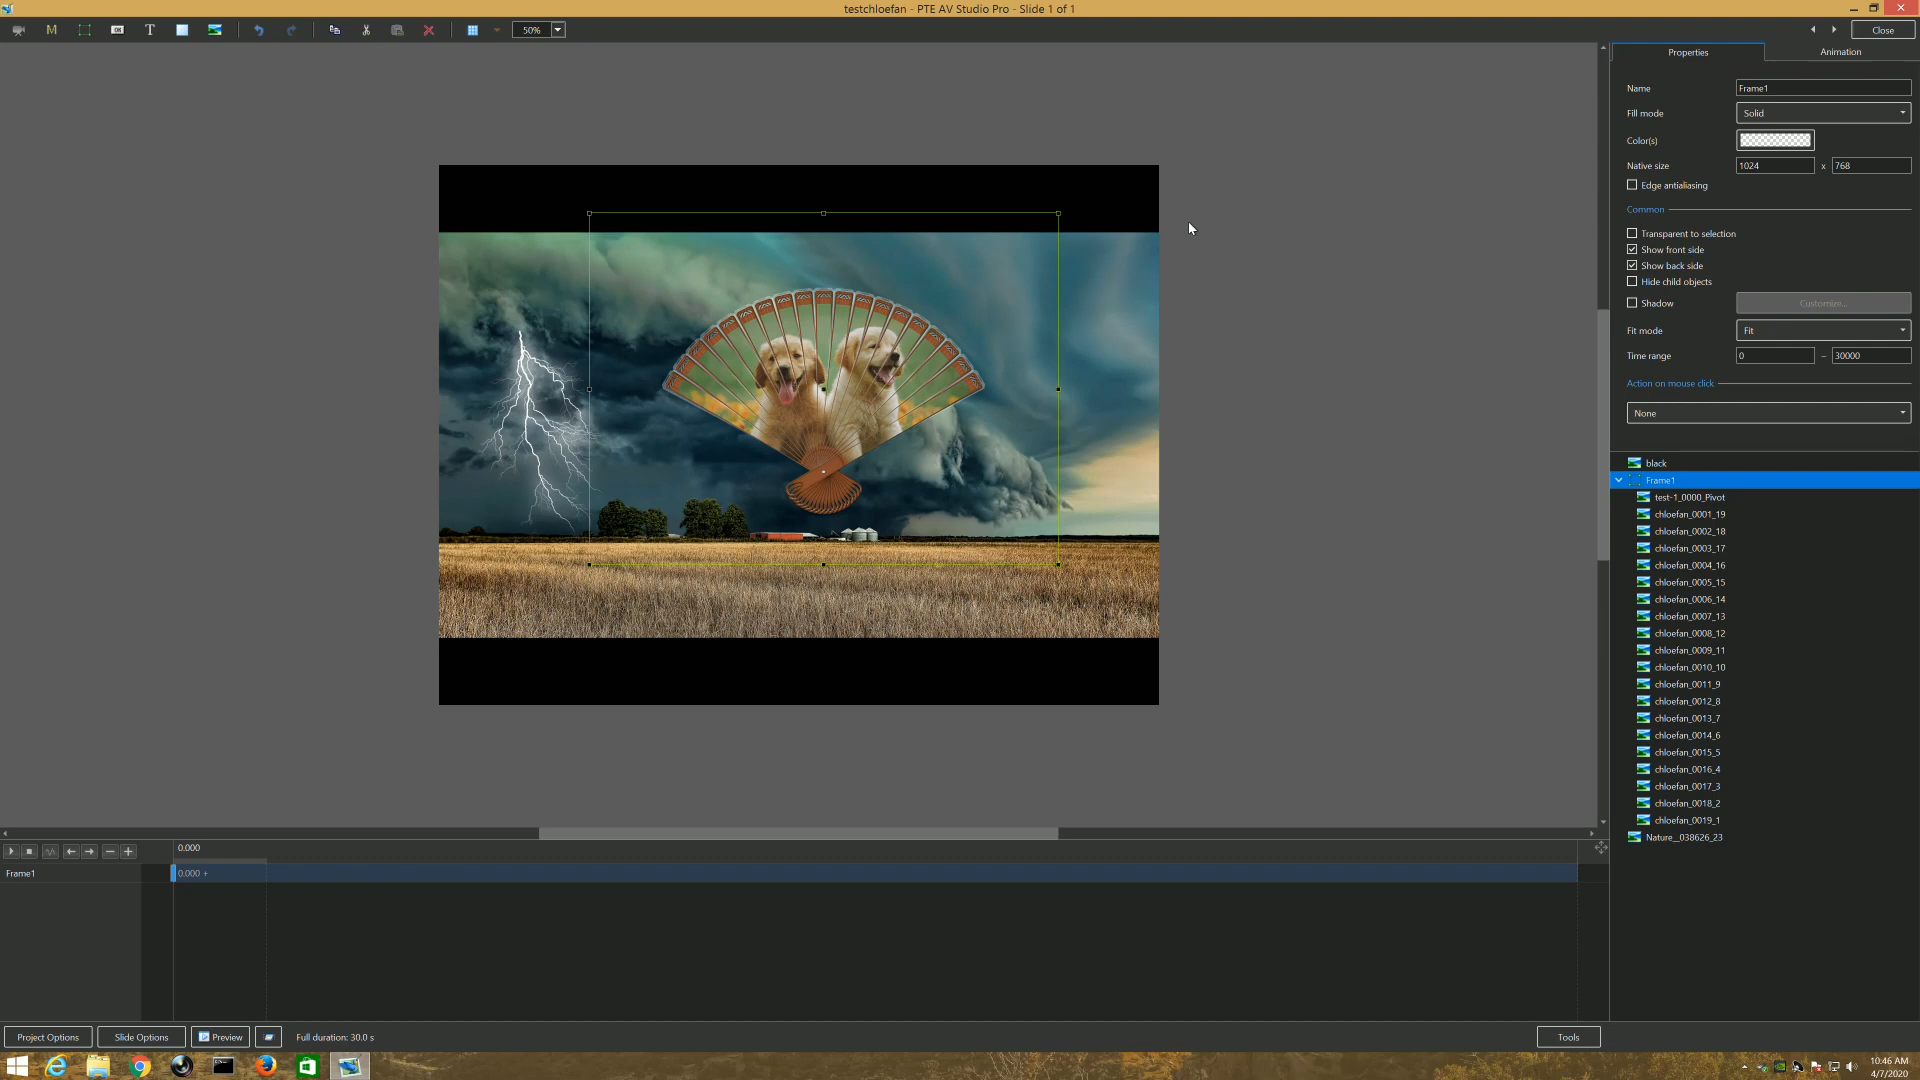 testchloefan - PTE AV Studio Pro - Slide 1 of 1
M
OK
T
50%
Close
Properties
Animation
Name
Frame1
Fill mode
Solid
Color(s)
Native size
1024
x
768
Edge antialiasing
Common
Transparent to selection
Show front side
Show back side
Hide child objects
Shadow
Customize...
Fit mode
Fit
Time range
0
–
30000
Action on mouse click
None
black
Frame1
test-1_0000_Pivot
chloefan_0001_19
chloefan_0002_18
chloefan_0003_17
chloefan_0004_16
chloefan_0005_15
chloefan_0006_14
chloefan_0007_13
chloefan_0008_12
chloefan_0009_11
chloefan_0010_10
chloefan_0011_9
chloefan_0012_8
chloefan_0013_7
chloefan_0014_6
chloefan_0015_5
chloefan_0016_4
chloefan_0017_3
chloefan_0018_2
chloefan_0019_1
Nature__038626_23
0.000
Frame1
0.000 +
Project Options
Slide Options
Preview
Full duration: 30.0 s
Tools
10:46 AM
4/7/2020